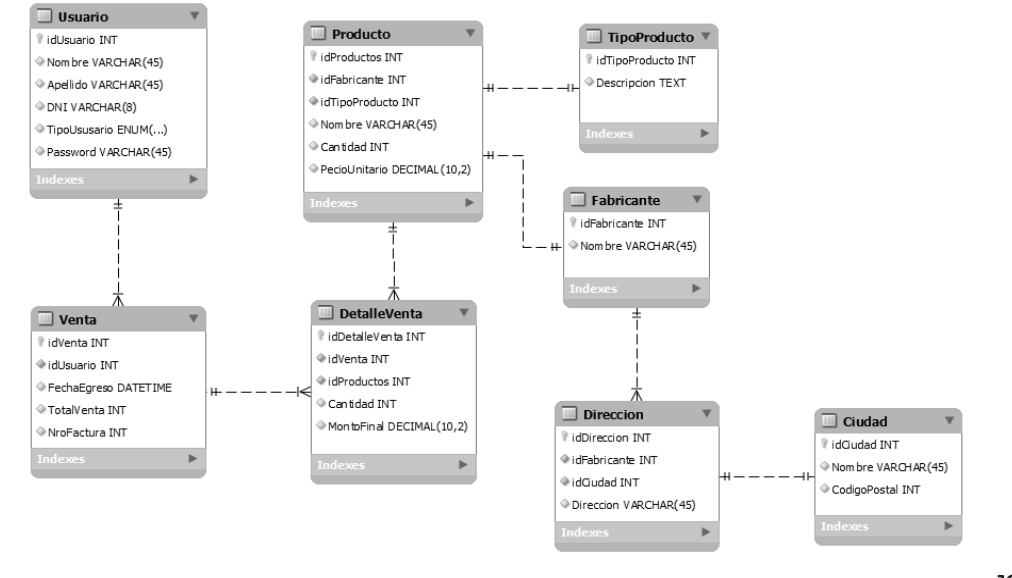 Usuario
idUsuario INT
Nombre VARCHAR(45)
Apellido VARCHAR(45)
DNI VARCHAR(8)
TipoUsusario ENUM(...)
Password VARCHAR(45)
Indexes
Producto
idProductos INT
idFabricante INT
idTipoProducto INT
Nombre VARCHAR(45)
Cantidad INT
PecioUnitario DECIMAL(10,2)
Indexes
TipoProducto
idTipoProducto INT
Descripcion TEXT
Indexes
Fabricante
idFabricante INT
Nombre VARCHAR(45)
Indexes
Venta
idVenta INT
idUsuario INT
FechaEgreso DATETIME
TotalVenta INT
NroFactura INT
Indexes
DetalleVenta
idDetalleVenta INT
idVenta INT
idProductos INT
Cantidad INT
MontoFinal DECIMAL(10,2)
Indexes
Direccion
idDireccion INT
idFabricante INT
idCiudad INT
Direccion VARCHAR(45)
Indexes
Ciudad
idCiudad INT
Nombre VARCHAR(45)
CodigoPostal INT
Indexes